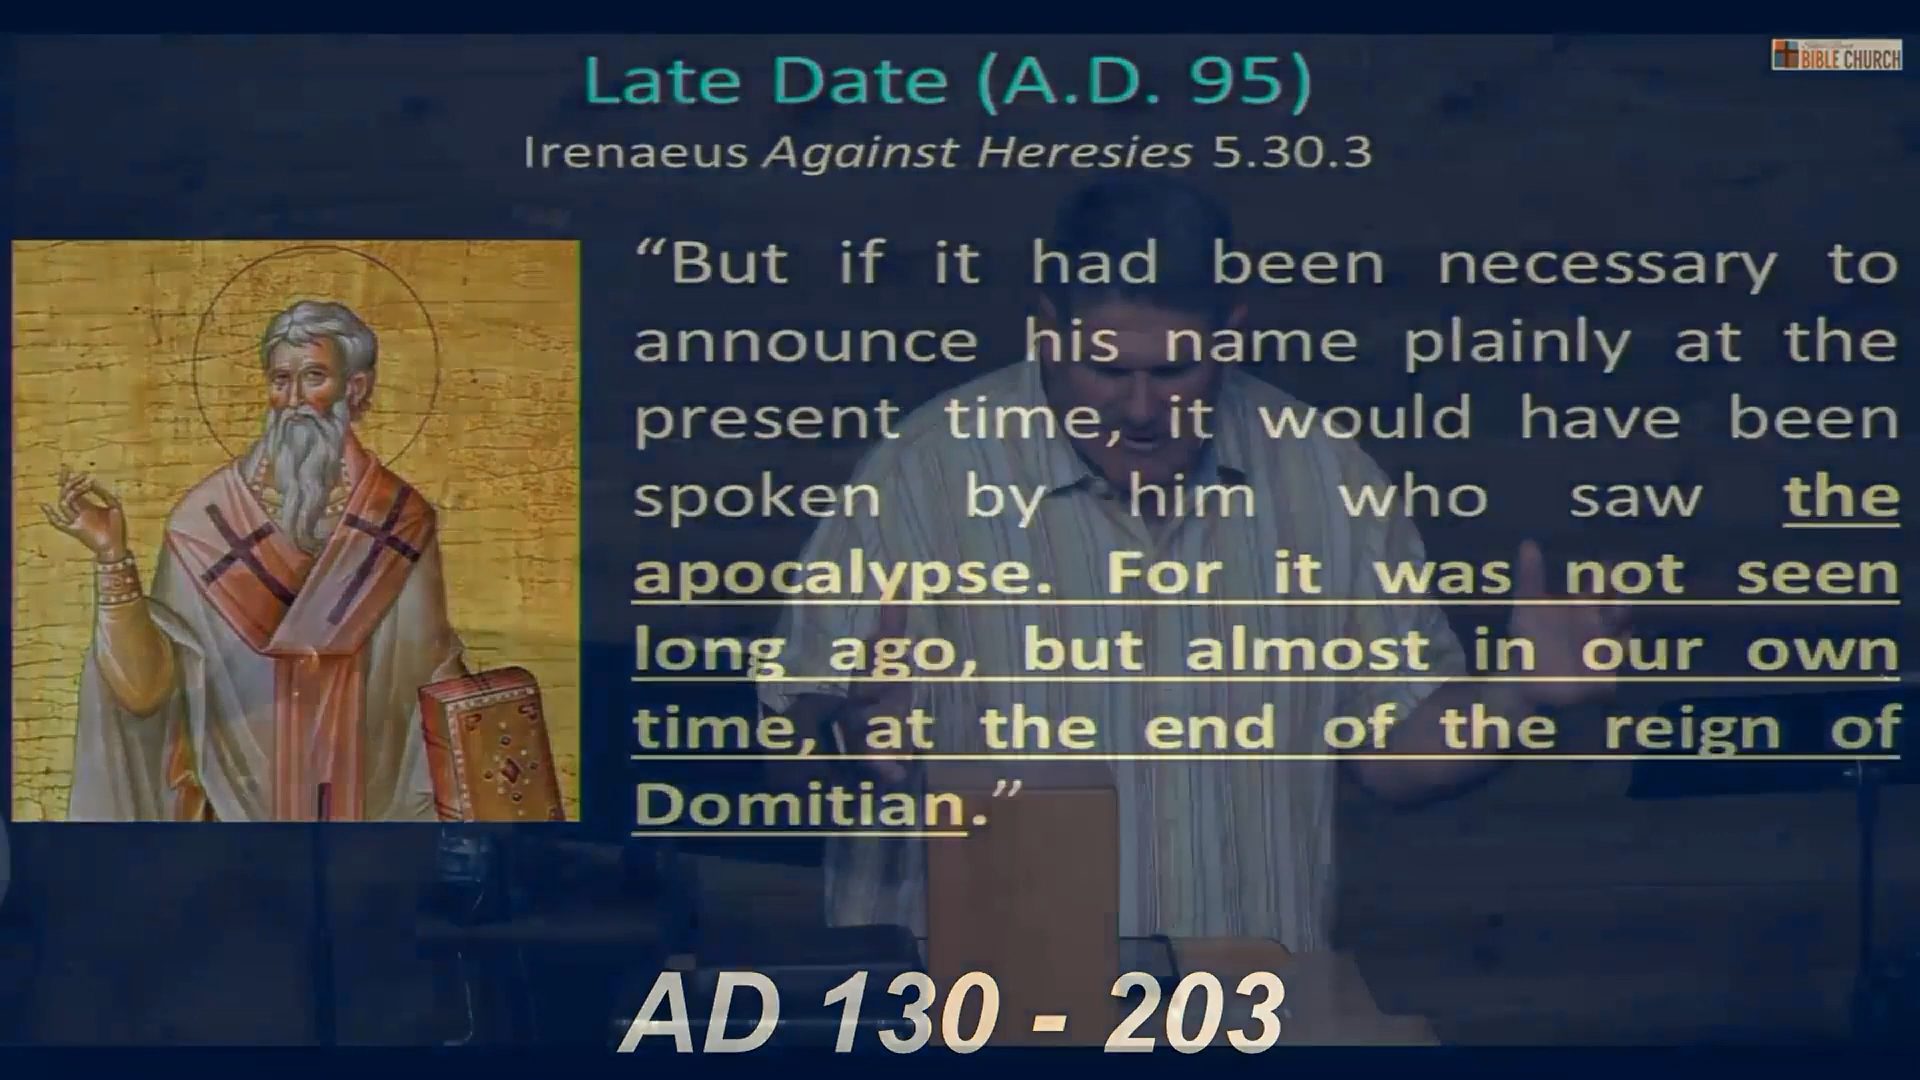 Late Date (A.D. 95)
BIBLE CHURCH
Irenaeus Against Heresies 5.30.3
“But if it had been necessary to
announce his name plainly at the
present time, it would have been
spoken by him who saw the
apocalypse. For it was not seen
long ago, but almost in our own
time, at the end of the reign of
Domitian.”
AD 130 - 203